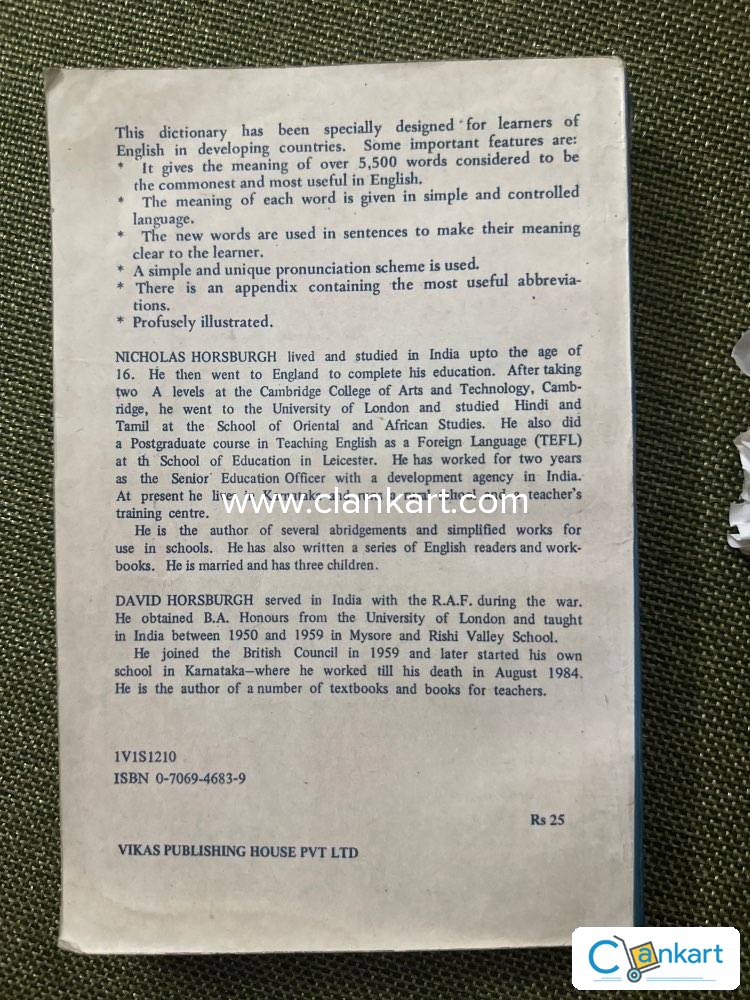 This dictionary has been specially designed for learners of
English in developing countries. Some important features are:
* It gives the meaning of over 5,500 words considered to be
the commonest and most useful in English.
* The meaning of each word is given in simple and controlled
language.
* The new words are used in sentences to make their meaning
clear to the learner.
* A simple and unique pronunciation scheme is used.
* There is an appendix containing the most useful abbrevia-
tions.
* Profusely illustrated.
NICHOLAS HORSBURGH lived and studied in India upto the age of
16. He then went to England to complete his education. After taking
two A levels at the Cambridge College of Arts and Technology, Camb-
ridge, he went to the University of London and studied Hindi and
Tamil at the School of Oriental and African Studies. He also did
a Postgraduate course in Teaching English as a Foreign Language (TEFL)
at th School of Education in Leicester. He has worked for two years
as the Senior Education Officer with a development agency in India.
At present he lives in Karnataka and school and teacher's
www.clankart.com
training centre.
He is the author of several abridgements and simplified works for
use in schools. He has also written a series of English readers and work-
books. He is married and has three children.
DAVID HORSBURGH served in India with the R.A.F. during the war.
He obtained B.A. Honours from the University of London and taught
in India between 1950 and 1959 in Mysore and Rishi Valley School.
He joined the British Council in 1959 and later started his own
school in Karnataka—where he worked till his death in August 1984.
He is the author of a number of textbooks and books for teachers.
1V1S1210
ISBN 0-7069-4683-9
Rs 25
VIKAS PUBLISHING HOUSE PVT LTD
Clankart